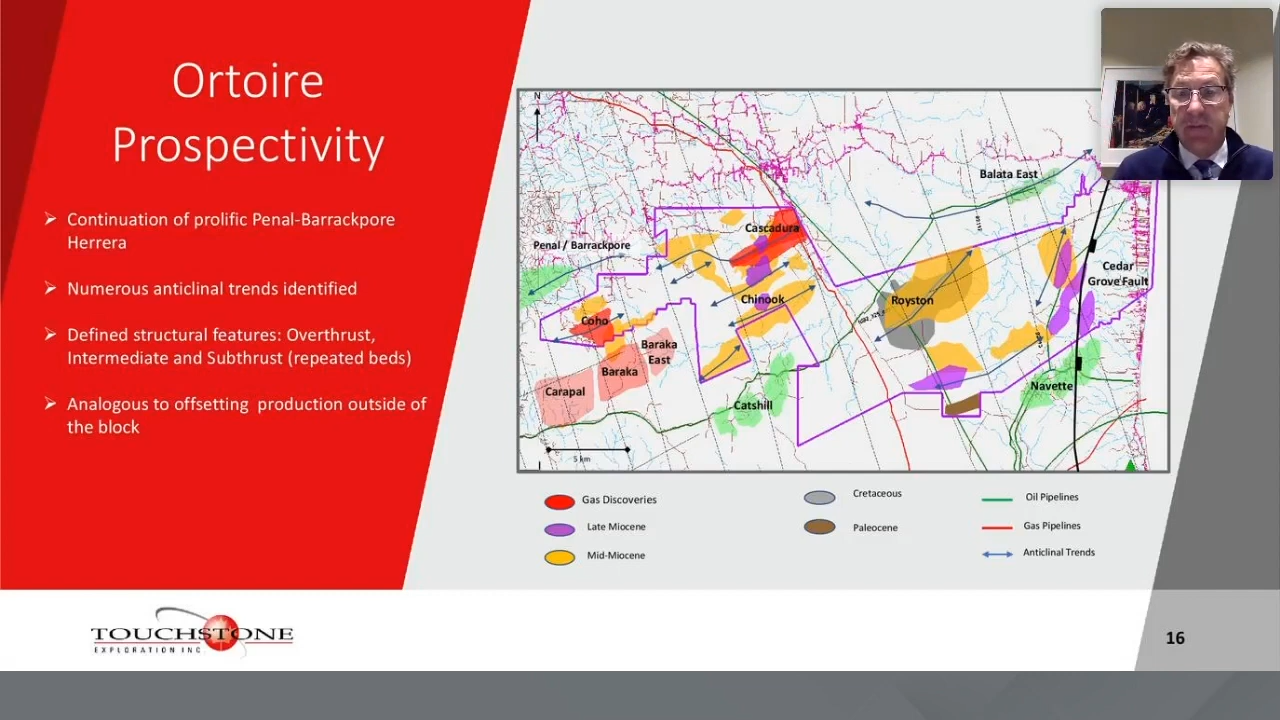 Ortoire
Prospectivity
Continuation of prolific Penal-Barrackpore
Herrera
Numerous anticlinal trends identified
Defined structural features: Overthrust,
Intermediate and Subthrust (repeated beds)
Analogous to offsetting production outside of
the block
N
Balata East
Cascadura
Penal / Barrackpore
Cedar
Grove Fault
Chinook
Royston
Coho
Baraka
East
Baraka
Carapal
Navette
Catshill
5 km
Gas Discoveries
Late Miocene
Mid-Miocene
Cretaceous
Paleocene
Oil Pipelines
Gas Pipelines
Anticlinal Trends
TOUCHSTONE
EXPLORATION INC
16